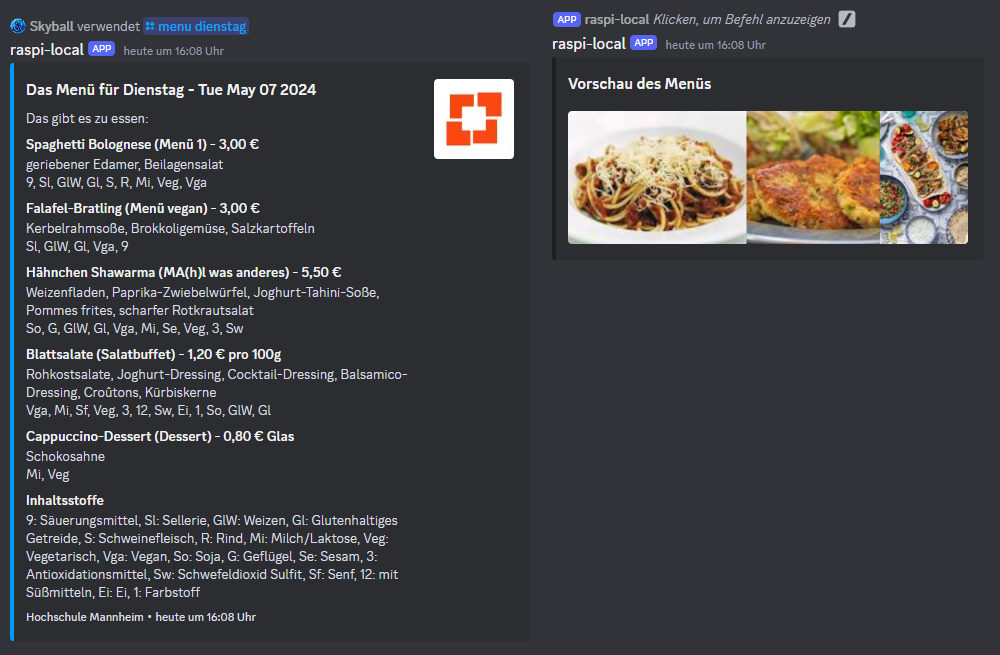 Skyball verwendet menu dienstag
raspi-local APP heute um 16:08 Uhr
Das Menü für Dienstag - Tue May 07 2024
Das gibt es zu essen:
Spaghetti Bolognese (Menü 1) - 3,00 €
geriebener Edamer, Beilagensalat
9, Sl, GlW, Gl, S, R, Mi, Veg, Vga
Falafel-Bratling (Menü vegan) - 3,00 €
Kerbelrahmsoße, Brokkoligemüse, Salzkartoffeln
Sl, GlW, Gl, Vga, 9
Hähnchen Shawarma (MA(h)l was anderes) - 5,50 €
Weizenfladen, Paprika-Zwiebelwürfel, Joghurt-Tahini-Soße,
Pommes frites, scharfer Rotkrautsalat
So, G, GlW, Gl, Vga, Mi, Se, Veg, 3, Sw
Blattsalate (Salatbuffet) - 1,20 € pro 100g
Rohkostsalate, Joghurt-Dressing, Cocktail-Dressing, Balsamico-
Dressing, Croûtons, Kürbiskerne
Vga, Mi, Sf, Veg, 3, 12, Sw, Ei, 1, So, GlW, Gl
Cappuccino-Dessert (Dessert) - 0,80 € Glas
Schokosahne
Mi, Veg
Inhaltsstoffe
9: Säuerungsmittel, Sl: Sellerie, GlW: Weizen, Gl: Glutenhaltiges
Getreide, S: Schweinefleisch, R: Rind, Mi: Milch/Laktose, Veg:
Vegetarisch, Vga: Vegan, So: Soja, G: Geflügel, Se: Sesam, 3:
Antioxidationsmittel, Sw: Schwefeldioxid Sulfit, Sf: Senf, 12: mit
Süßmitteln, Ei: Ei, 1: Farbstoff
Hochschule Mannheim • heute um 16:08 Uhr
APP raspi-local Klicken, um Befehl anzuzeigen
raspi-local APP heute um 16:08 Uhr
Vorschau des Menüs